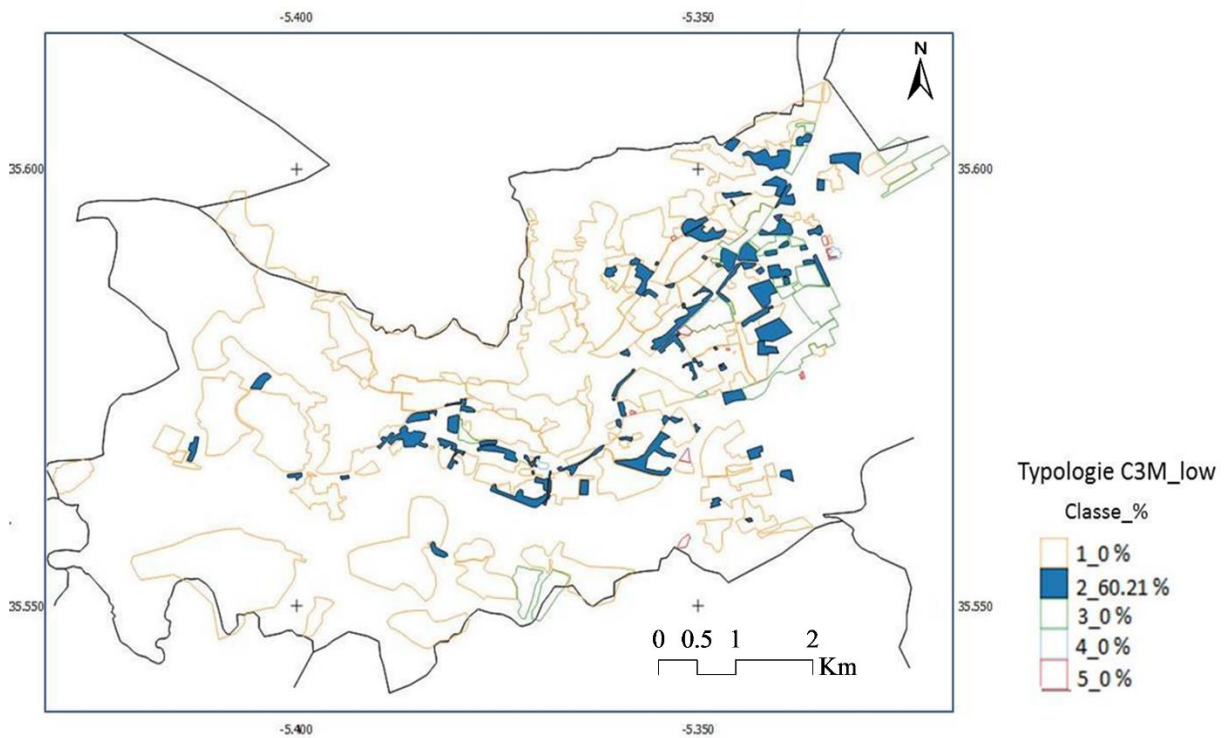 -5.400 -5.350
N
35.600 35.600
Typologie C3M_low
Classe_%
1_0 %
2_60.21 %
3_0 %
4_0 %
5_0 %
35.550 35.550
0 0.5 1 2
Km
-5.400 -5.350